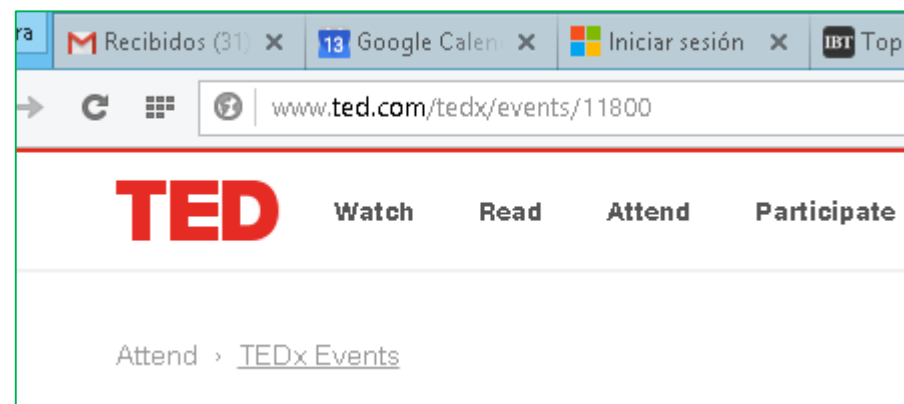 ra Recibidos (31) 13 Google Calen Iniciar sesión IBT Top
www.ted.com/tedx/events/11800
TED Watch Read Attend Participate
Attend › TEDx Events